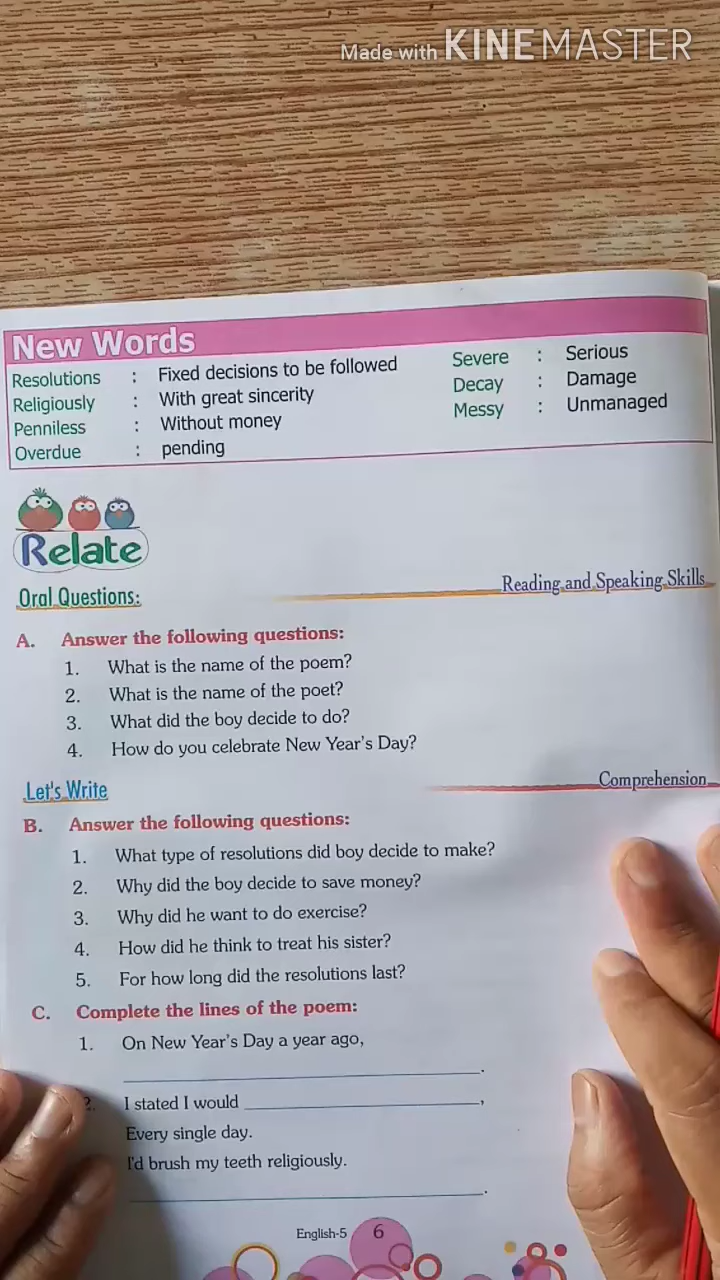 Made with KINEMASTER
New Words
Resolutions : Fixed decisions to be followed
Religiously : With great sincerity
Penniless : Without money
Overdue : pending
Severe : Serious
Decay : Damage
Messy : Unmanaged
Relate
Oral Questions:
Reading and Speaking Skills
A. Answer the following questions:
1. What is the name of the poem?
2. What is the name of the poet?
3. What did the boy decide to do?
4. How do you celebrate New Year's Day?
Let's Write
Comprehension
B. Answer the following questions:
1. What type of resolutions did boy decide to make?
2. Why did the boy decide to save money?
3. Why did he want to do exercise?
4. How did he think to treat his sister?
5. For how long did the resolutions last?
C. Complete the lines of the poem:
1. On New Year's Day a year ago,
____________________.
2. I stated I would ____________________,
Every single day.
I'd brush my teeth religiously.
____________________.
English-5 6